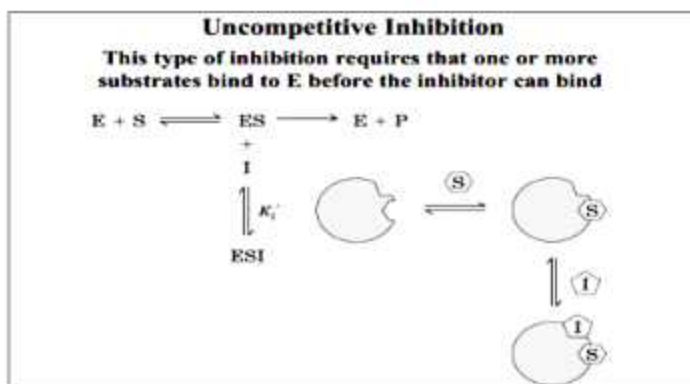 Uncompetitive Inhibition
This type of inhibition requires that one or more
substrates bind to E before the inhibitor can bind
E + S ⇌ ES ⟶ E + P
+
I
Kᵢ'
ESI
S
S
I
I
S